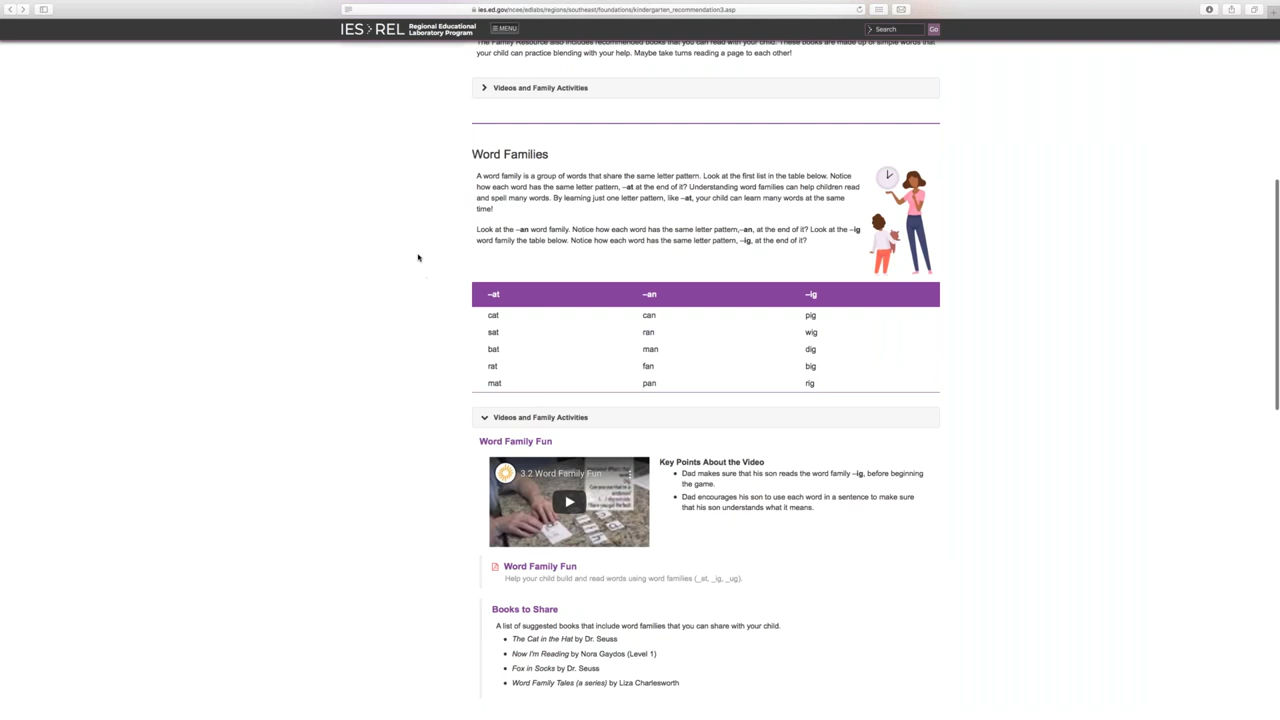 ies.ed.gov/ncee/edlabs/regions/southeast/foundations/kindergarten_recommendation3.asp
IES REL Regional Educational
Laboratory Program
MENU
Search
Go
The Family Resource also includes recommended books that you can read with your child. These books are made up of simple words that
your child can practice blending with your help. Maybe take turns reading a page to each other!
Videos and Family Activities
Word Families
A word family is a group of words that share the same letter pattern. Look at the first list in the table below. Notice
how each word has the same letter pattern, –at at the end of it? Understanding word families can help children read
and spell many words. By learning just one letter pattern, like –at, your child can learn many words at the same
time!
Look at the –an word family. Notice how each word has the same letter pattern,–an, at the end of it? Look at the –ig
word family the table below. Notice how each word has the same letter pattern, –ig, at the end of it?
–at –an –ig
cat can pig
sat ran wig
bat man dig
rat fan big
mat pan rig
Videos and Family Activities
Word Family Fun
3.2 Word Family Fun
Key Points About the Video
• Dad makes sure that his son reads the word family –ig, before beginning
the game.
• Dad encourages his son to use each word in a sentence to make sure
that his son understands what it means.
Word Family Fun
Help your child build and read words using word families (_at, _ig, _ug).
Books to Share
A list of suggested books that include word families that you can share with your child.
• The Cat in the Hat by Dr. Seuss
• Now I'm Reading by Nora Gaydos (Level 1)
• Fox in Socks by Dr. Seuss
• Word Family Tales (a series) by Liza Charlesworth